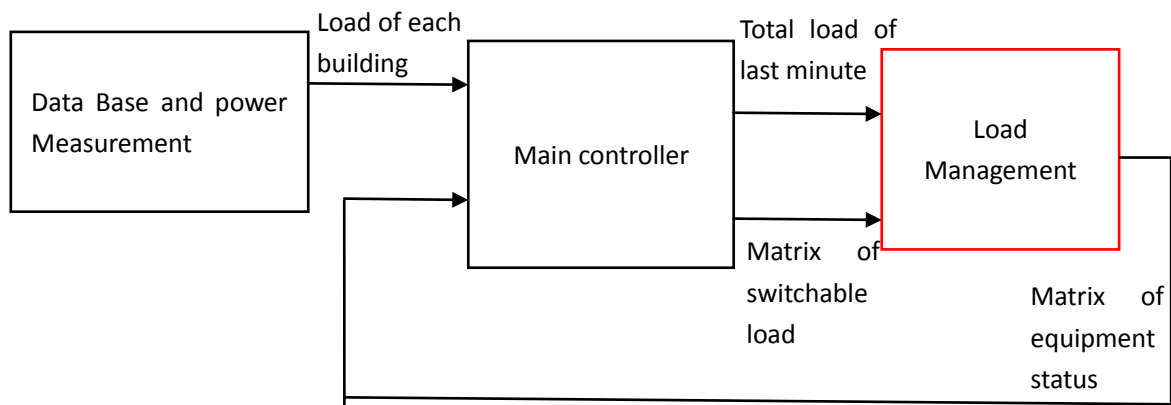 Load of each
building
Data Base and power
Measurement
Main controller
Total load of
last minute
Load
Management
Matrix of
switchable
load
Matrix of
equipment
status